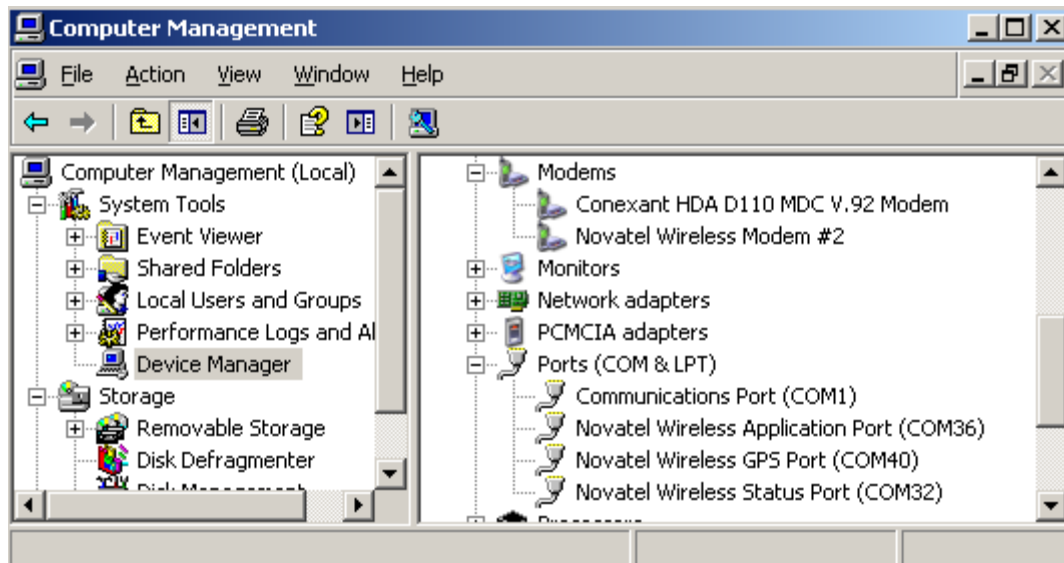 Computer Management
File Action View Window Help
Computer Management (Local)
System Tools
Event Viewer
Shared Folders
Local Users and Groups
Performance Logs and Al
Device Manager
Storage
Removable Storage
Disk Defragmenter
Disk Management
Modems
Conexant HDA D110 MDC V.92 Modem
Novatel Wireless Modem #2
Monitors
Network adapters
PCMCIA adapters
Ports (COM & LPT)
Communications Port (COM1)
Novatel Wireless Application Port (COM36)
Novatel Wireless GPS Port (COM40)
Novatel Wireless Status Port (COM32)
Processors